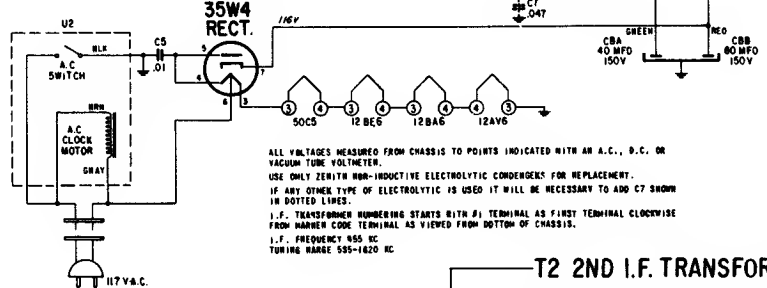 35W4
RECT.
C7
.047
116V
GREEN
RED
CBA
40 MFD
150V
CBB
80 MFD
150V
U2
BLK
C5
.01
5
4
7
6
3
A.C
SWITCH
BRN
A.C
CLOCK
MOTOR
GRAY
3 4 3 4 3 4 4 3
50C5 12BE6 12BA6 12AV6
ALL VOLTAGES MEASURED FROM CHASSIS TO POINTS INDICATED WITH AN A.C., D.C. OR
VACUUM TUBE VOLTMETER.
USE ONLY ZENITH NON-INDUCTIVE ELECTROLYTIC CONDENSERS FOR REPLACEMENT.
IF ANY OTHER TYPE OF ELECTROLYTIC IS USED IT WILL BE NECESSARY TO ADD C7 SHOWN
IN DOTTED LINES.
I.F. TRANSFORMER NUMBERING STARTS WITH #1 TERMINAL AS FIRST TERMINAL CLOCKWISE
FROM MARKER CODE TERMINAL AS VIEWED FROM BOTTOM OF CHASSIS.
I.F. FREQUENCY 455 KC
TUNING RANGE 535-1620 KC
117 V-A.C.
T2 2ND I.F. TRANSFOR